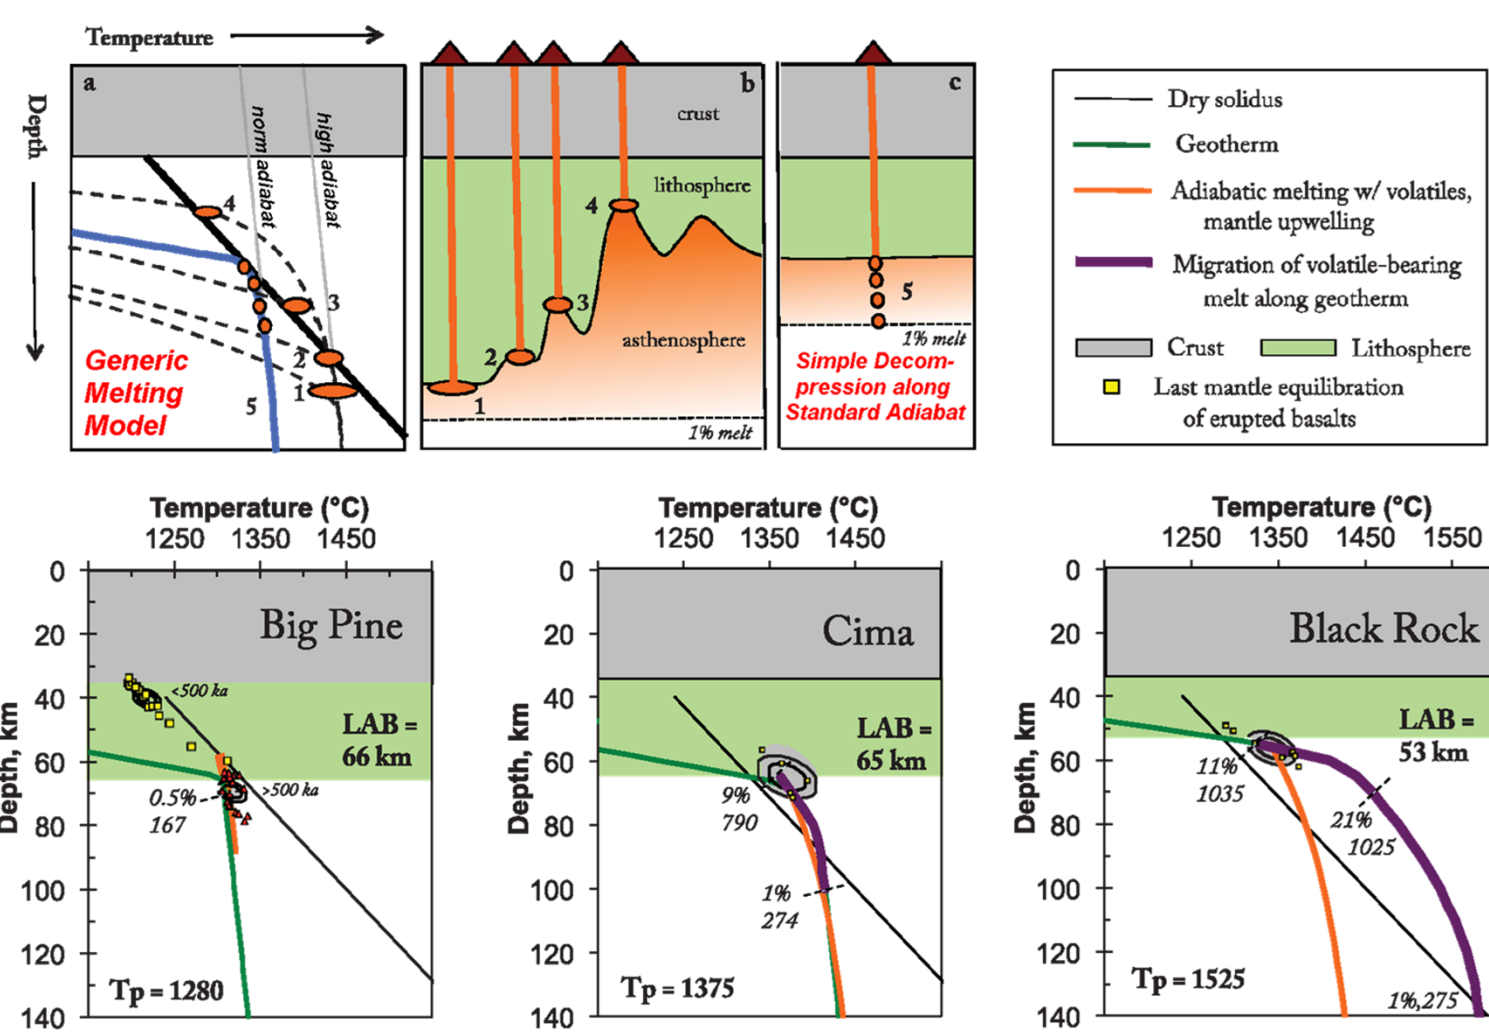 Temperature
Depth
a
norm adiabat
high adiabat
4
3
2
1
5
Generic
Melting
Model
b
crust
lithosphere
4
3
2
asthenosphere
1
1% melt
c
5
1% melt
Simple Decom-
pression along
Standard Adiabat
Dry solidus
Geotherm
Adiabatic melting w/ volatiles,
mantle upwelling
Migration of volatile-bearing
melt along geotherm
Crust
Lithosphere
Last mantle equilibration
of erupted basalts
Temperature (°C)
1250 1350 1450
Depth, km
0
20
40
60
80
100
120
140
Big Pine
<500 ka
LAB =
66 km
>500 ka
0.5%
167
Tp = 1280
Temperature (°C)
1250 1350 1450
Depth, km
0
20
40
60
80
100
120
140
Cima
LAB =
65 km
9%
790
1%
274
Tp = 1375
Temperature (°C)
1250 1350 1450 1550
Depth, km
0
20
40
60
80
100
120
140
Black Rock
LAB =
53 km
11%
1035
21%
1025
Tp = 1525
1%,275